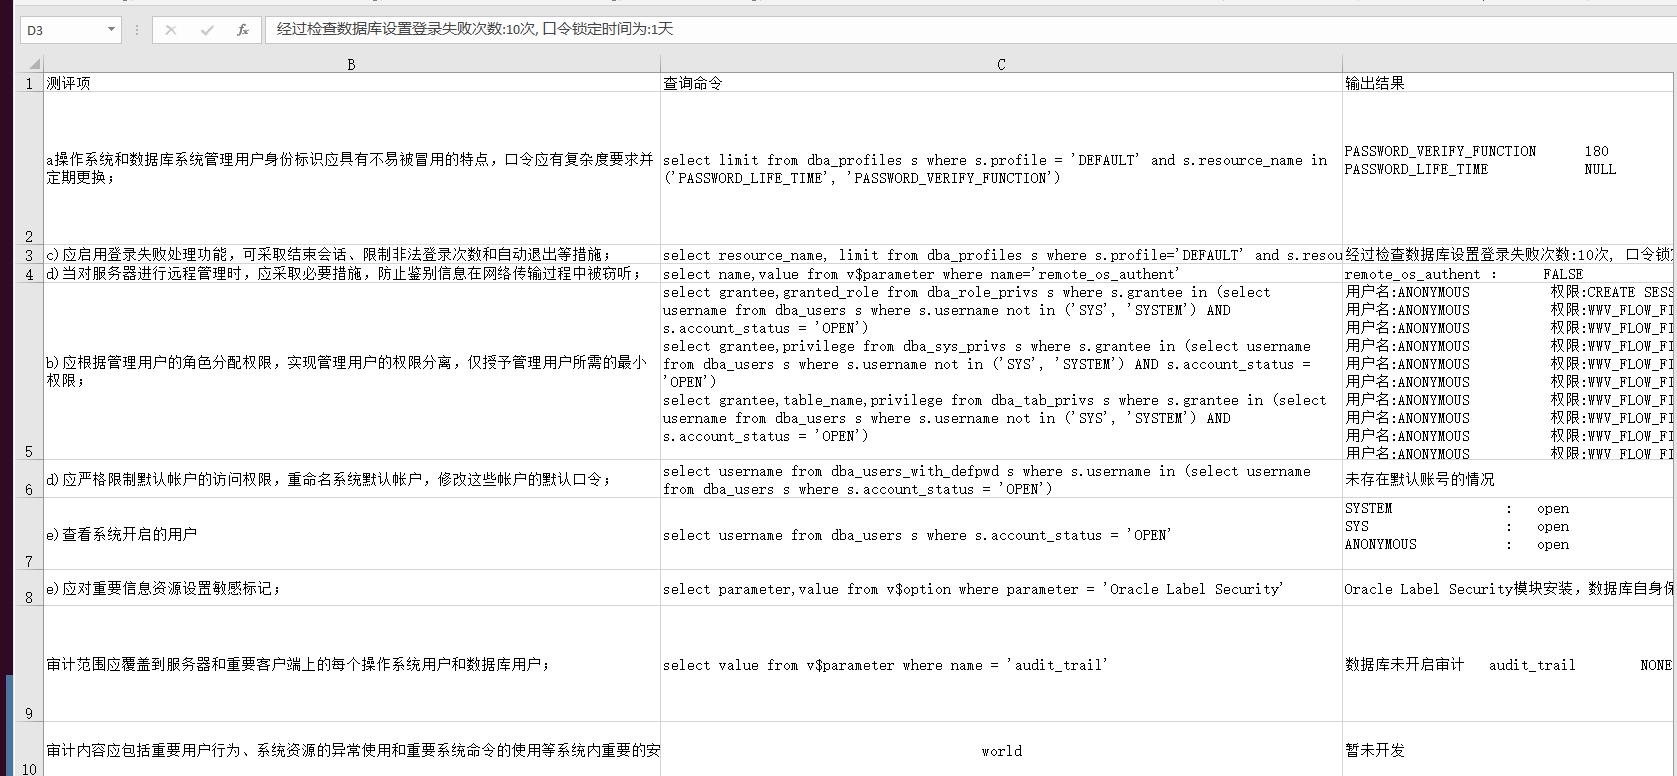 D3
fx
经过检查数据库设置登录失败次数:10次, 口令锁定时间为:1天
B
C
1
测评项
查询命令
输出结果
a操作系统和数据库系统管理用户身份标识应具有不易被冒用的特点，口令应有复杂度要求并
定期更换；
select limit from dba_profiles s where s.profile = 'DEFAULT' and s.resource_name in
('PASSWORD_LIFE_TIME', 'PASSWORD_VERIFY_FUNCTION')
PASSWORD_VERIFY_FUNCTION 180
PASSWORD_LIFE_TIME NULL
2
3
c)应启用登录失败处理功能，可采取结束会话、限制非法登录次数和自动退出等措施；
select resource_name, limit from dba_profiles s where s.profile='DEFAULT' and s.resou
经过检查数据库设置登录失败次数:10次, 口令锁
4
d)当对服务器进行远程管理时，应采取必要措施，防止鉴别信息在网络传输过程中被窃听；
select name,value from v$parameter where name='remote_os_authent'
remote_os_authent : FALSE
b)应根据管理用户的角色分配权限，实现管理用户的权限分离，仅授予管理用户所需的最小
权限；
select grantee,granted_role from dba_role_privs s where s.grantee in (select
username from dba_users s where s.username not in ('SYS', 'SYSTEM') AND
s.account_status = 'OPEN')
select grantee,privilege from dba_sys_privs s where s.grantee in (select username
from dba_users s where s.username not in ('SYS', 'SYSTEM') AND s.account_status =
'OPEN')
select grantee,table_name,privilege from dba_tab_privs s where s.grantee in (select
username from dba_users s where s.username not in ('SYS', 'SYSTEM') AND
s.account_status = 'OPEN')
用户名:ANONYMOUS 权限:CREATE SESS
用户名:ANONYMOUS 权限:WWV_FLOW_FI
用户名:ANONYMOUS 权限:WWV_FLOW_FI
用户名:ANONYMOUS 权限:WWV_FLOW_FI
用户名:ANONYMOUS 权限:WWV_FLOW_FI
用户名:ANONYMOUS 权限:WWV_FLOW_FI
用户名:ANONYMOUS 权限:WWV_FLOW_FI
用户名:ANONYMOUS 权限:WWV_FLOW_FI
用户名:ANONYMOUS 权限:WWV_FLOW_FI
用户名:ANONYMOUS 权限:WWV_FLOW_FI
5
d)应严格限制默认帐户的访问权限，重命名系统默认帐户，修改这些帐户的默认口令；
select username from dba_users_with_defpwd s where s.username in (select username
from dba_users s where s.account_status = 'OPEN')
未存在默认账号的情况
6
e)查看系统开启的用户
select username from dba_users s where s.account_status = 'OPEN'
SYSTEM : open
SYS : open
ANONYMOUS : open
7
e)应对重要信息资源设置敏感标记；
select parameter,value from v$option where parameter = 'Oracle Label Security'
Oracle Label Security模块安装，数据库自身保
8
审计范围应覆盖到服务器和重要客户端上的每个操作系统用户和数据库用户；
select value from v$parameter where name = 'audit_trail'
数据库未开启审计 audit_trail NONE
9
审计内容应包括重要用户行为、系统资源的异常使用和重要系统命令的使用等系统内重要的安
world
暂未开发
10